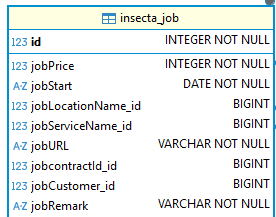 insecta_job
123 id INTEGER NOT NULL
123 jobPrice INTEGER NOT NULL
A-Z jobStart DATE NOT NULL
123 jobLocationName_id BIGINT
123 jobServiceName_id BIGINT
A-Z jobURL VARCHAR NOT NULL
123 jobcontractId_id BIGINT
123 jobCustomer_id BIGINT
A-Z jobRemark VARCHAR NOT NULL